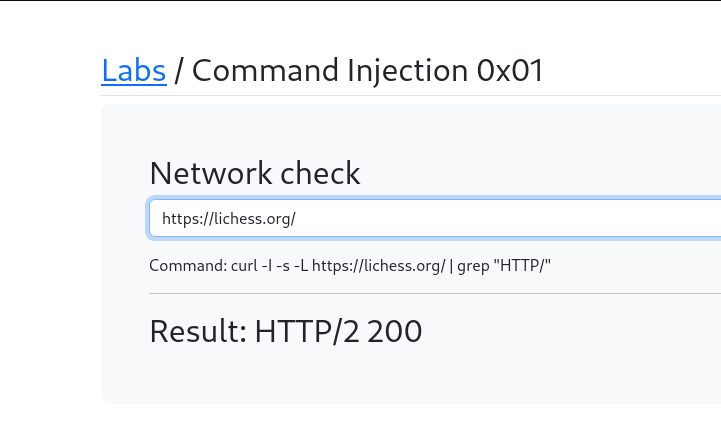 Labs / Command Injection 0x01
Network check
https://lichess.org/
Command: curl -I -s -L https://lichess.org/ | grep "HTTP/"
Result: HTTP/2 200